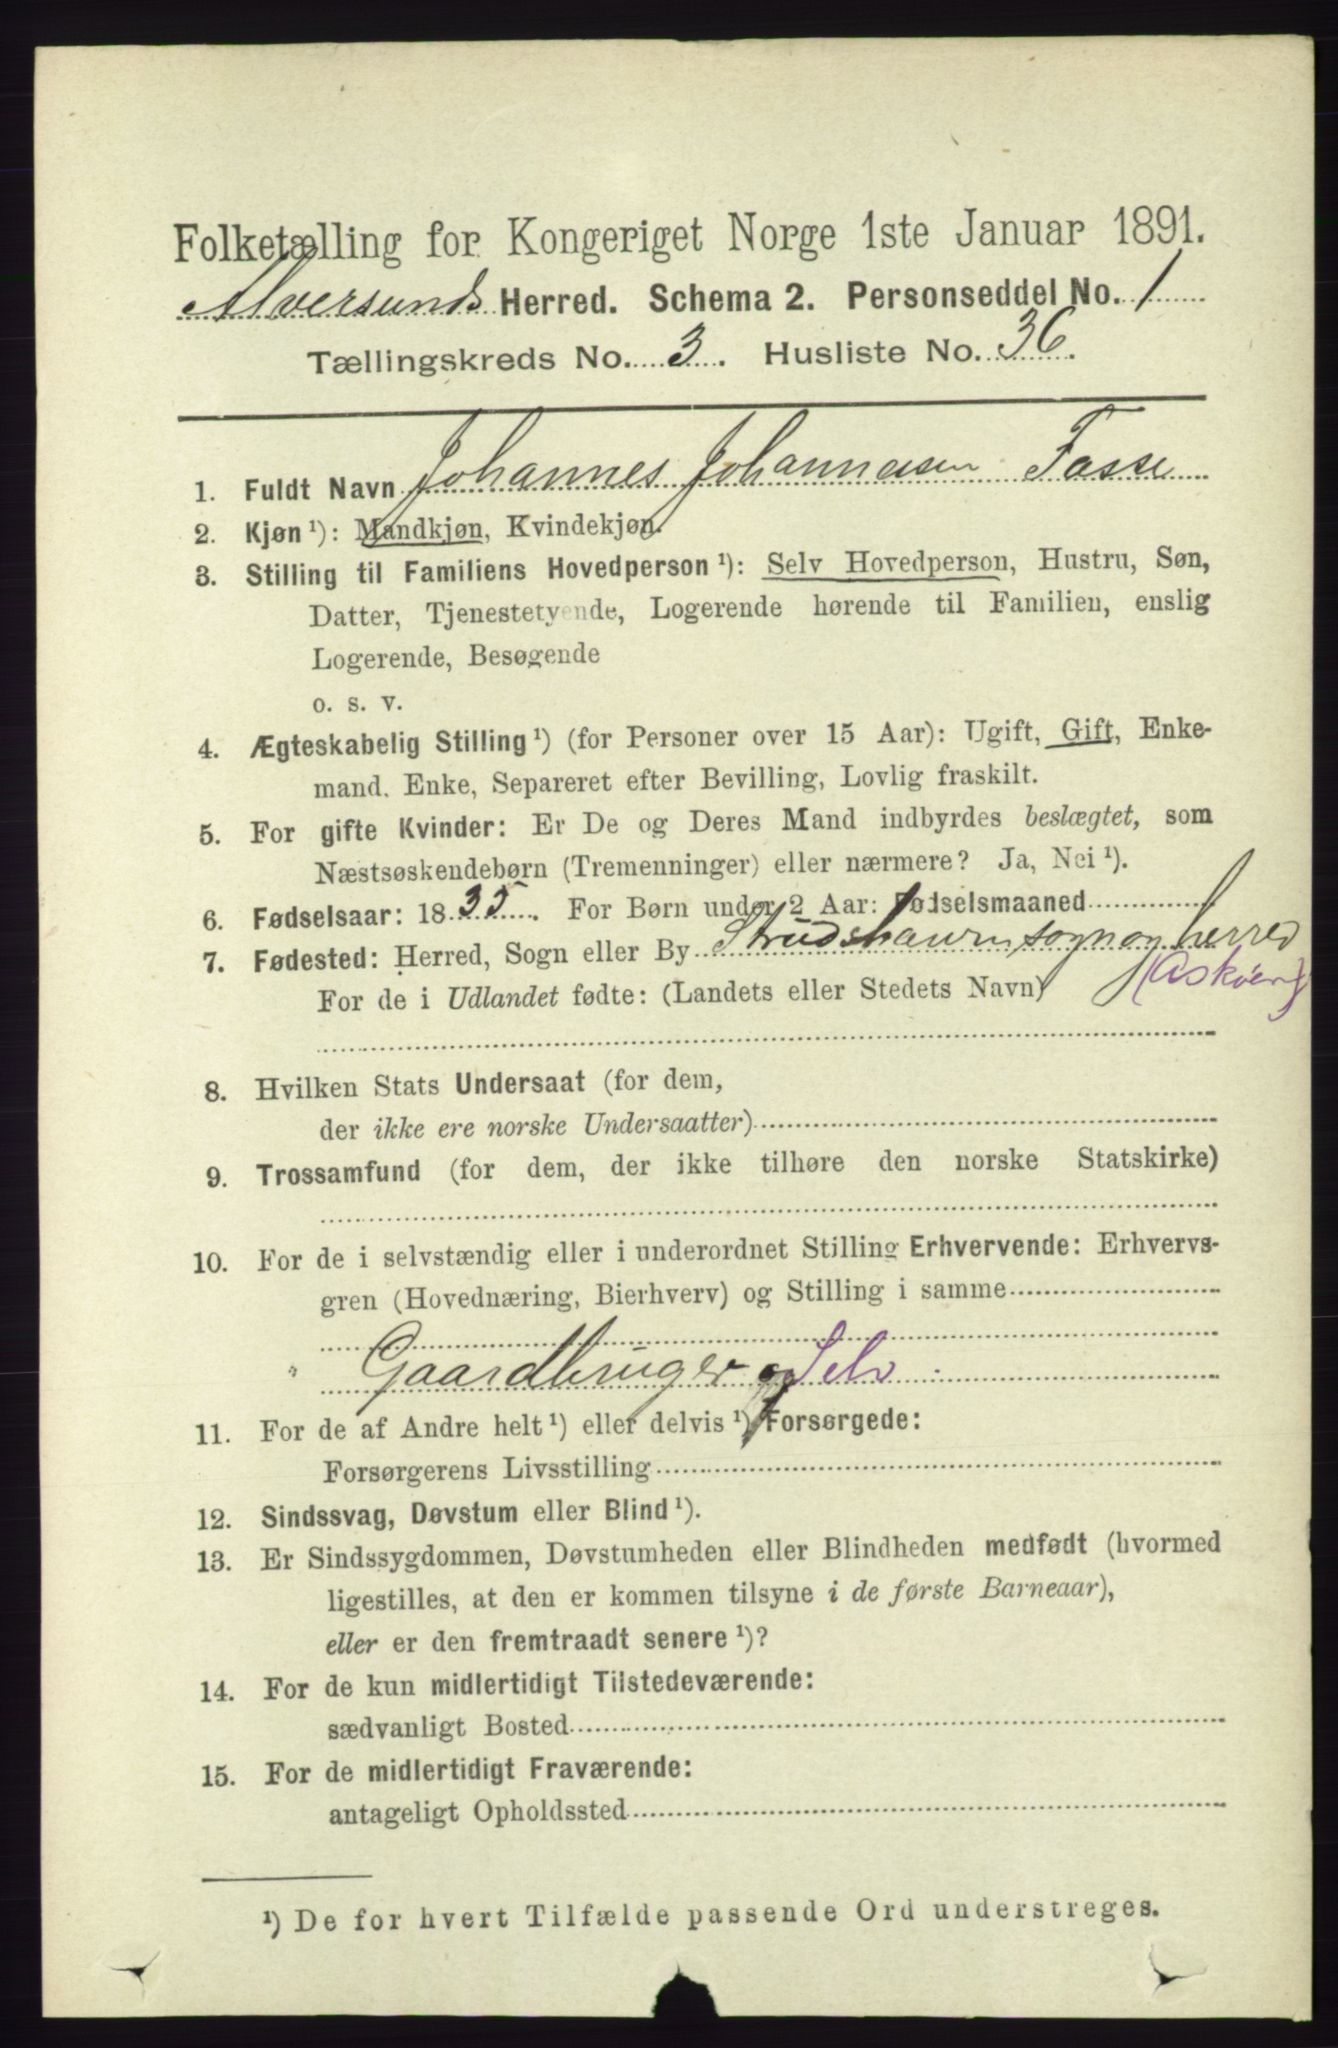 Folketælling for Kongeriget Norge 1ste Januar 1891.
Alversunds Herred. Schema 2. Personseddel No. 1
Tællingskreds No. 3. Husliste No. 36.
1. Fuldt Navn Johannes Johannesen Fosse
2. Kjøn ¹): Mandkjøn, Kvindekjøn.
3. Stilling til Familiens Hovedperson ¹): Selv Hovedperson, Hustru, Søn,
Datter, Tjenestetyende, Logerende hørende til Familien, enslig
Logerende, Besøgende
o. s. v.
4. Ægteskabelig Stilling ¹) (for Personer over 15 Aar): Ugift, Gift, Enke-
mand. Enke, Separeret efter Bevilling, Lovlig fraskilt.
5. For gifte Kvinder: Er De og Deres Mand indbyrdes beslægtet, som
Næstsøskendebørn (Tremenninger) eller nærmere? Ja, Nei ¹).
6. Fødselsaar: 1835. For Børn under 2 Aar: Fødselsmaaned
7. Fødested: Herred, Sogn eller By Strudshavn sogn og herred
(Askøen)
For de i Udlandet fødte: (Landets eller Stedets Navn)
8. Hvilken Stats Undersaat (for dem,
der ikke ere norske Undersaatter)
9. Trossamfund (for dem, der ikke tilhøre den norske Statskirke)
10. For de i selvstændig eller i underordnet Stilling Erhvervende: Erhvervs-
gren (Hovednæring, Bierhverv) og Stilling i samme
" Gaardbruger og Selv
11. For de af Andre helt ¹) eller delvis ¹) Forsørgede:
Forsørgerens Livsstilling
12. Sindssvag, Døvstum eller Blind ¹).
13. Er Sindssygdommen, Døvstumheden eller Blindheden medfødt (hvormed
ligestilles, at den er kommen tilsyne i de første Barneaar),
eller er den fremtraadt senere ¹)?
14. For de kun midlertidigt Tilstedeværende:
sædvanligt Bosted
15. For de midlertidigt Fraværende:
antageligt Opholdssted
¹) De for hvert Tilfælde passende Ord understreges.